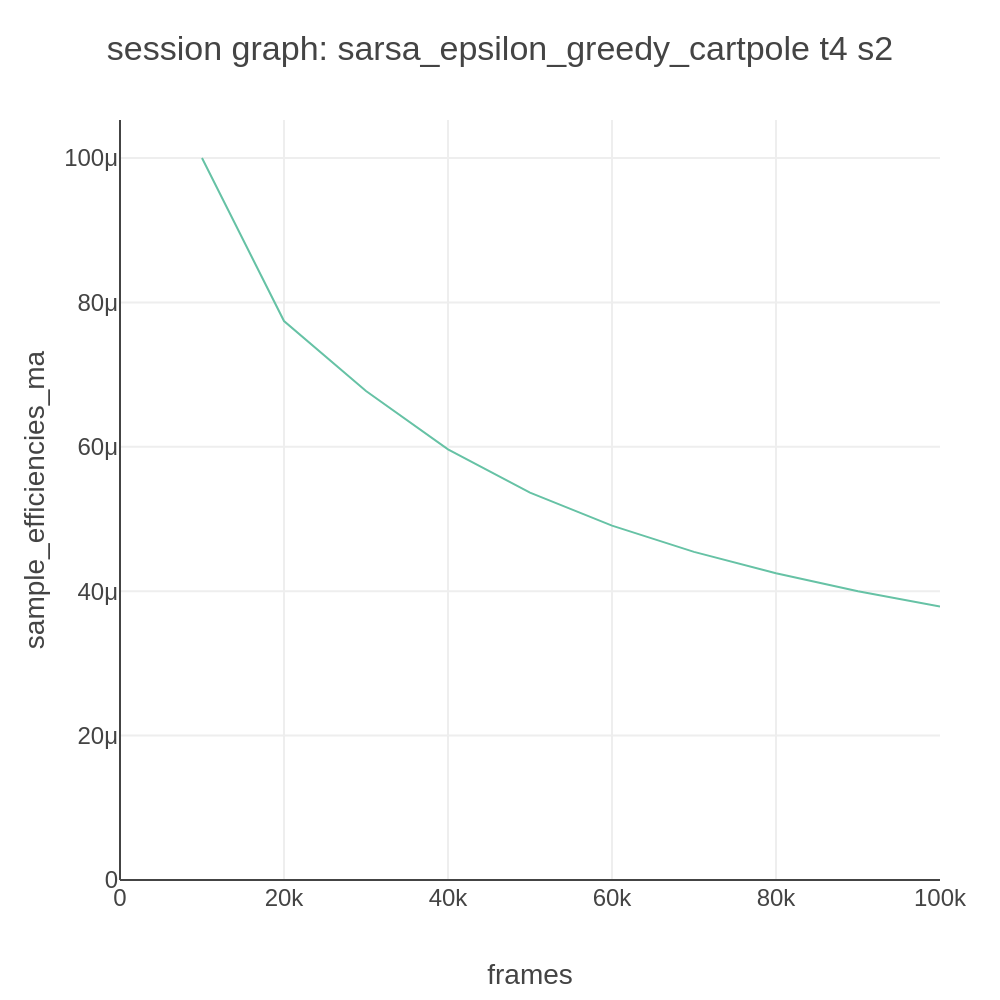 session graph: sarsa_epsilon_greedy_cartpole t4 s2
100μ
80μ
60μ
40μ
20μ
0
sample_efficiencies_ma
0 20k 40k 60k 80k 100k
frames